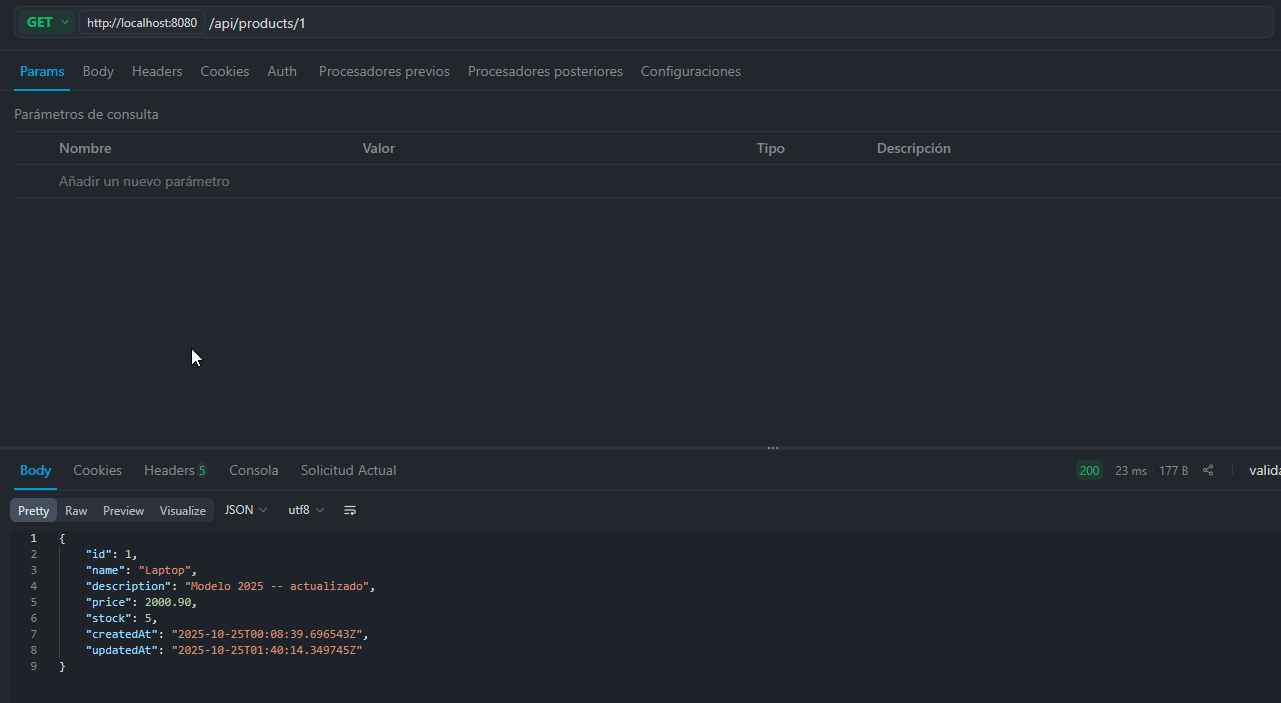 GET http://localhost:8080 /api/products/1
Params Body Headers Cookies Auth Procesadores previos Procesadores posteriores Configuraciones
Parámetros de consulta
Nombre Valor Tipo Descripción
Añadir un nuevo parámetro
Body Cookies Headers 5 Consola Solicitud Actual 200 · 23 ms · 177 B
Pretty Raw Preview Visualize JSON utf8
1 {
2 "id": 1,
3 "name": "Laptop",
4 "description": "Modelo 2025 -- actualizado",
5 "price": 2000.90,
6 "stock": 5,
7 "createdAt": "2025-10-25T00:08:39.696543Z",
8 "updatedAt": "2025-10-25T01:40:14.349745Z"
9 }